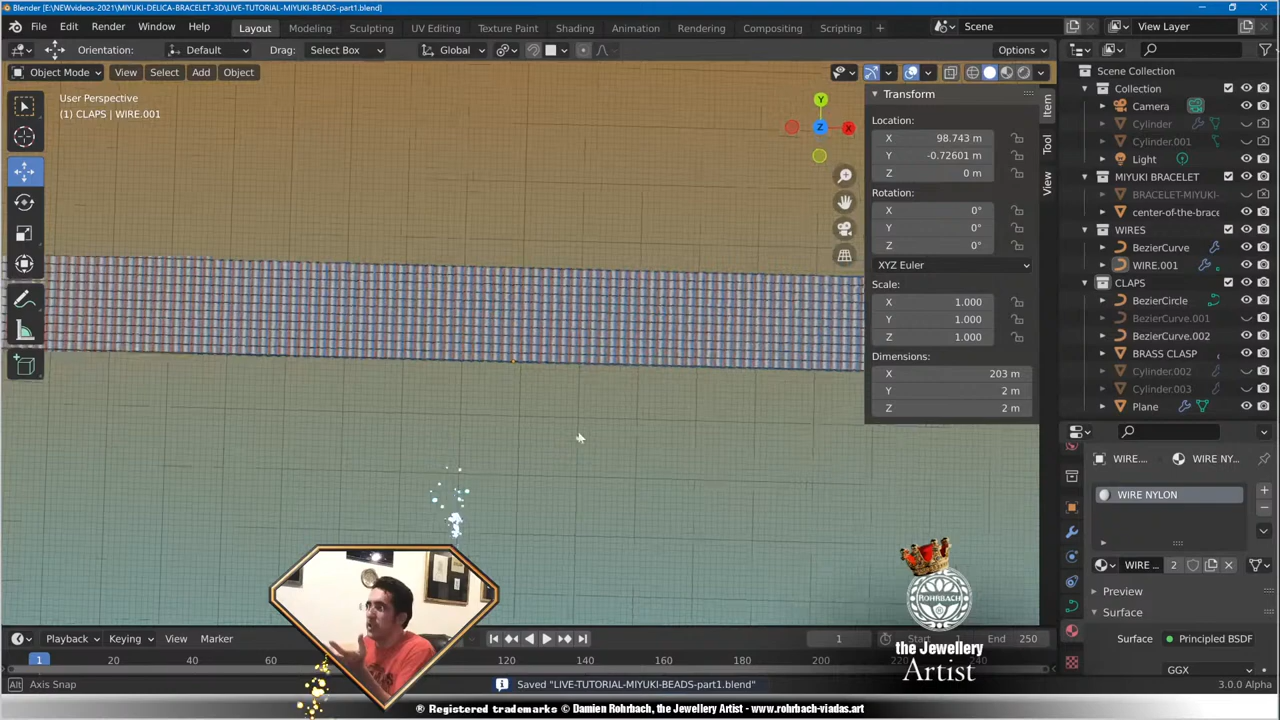 Blender [E:\NEWvideos-2021\MIYUKI-DELICA-BRACELET-3D\LIVE-TUTORIAL-MIYUKI-BEADS-part1.blend]
File Edit Render Window Help Layout Modeling Sculpting UV Editing Texture Paint Shading Animation Rendering Compositing Scripting Scene View Layer
Orientation: Default Drag: Select Box Global Options
Object Mode View Select Add Object
User Perspective
(1) CLAPS | WIRE.001
Y
X
Z
Transform
Location:
X 98.743 m
Y -0.72601 m
Z 0 m
Rotation:
X 0°
Y 0°
Z 0°
XYZ Euler
Scale:
X 1.000
Y 1.000
Z 1.000
Dimensions:
X 203 m
Y 2 m
Z 2 m
Item
Tool
View
Scene Collection
Collection
Camera
Cylinder
Cylinder.001
Light
MIYUKI BRACELET
BRACELET-MIYUKI-
center-of-the-brace
WIRES
BezierCurve
WIRE.001
CLAPS
BezierCircle
BezierCurve.001
BezierCurve.002
BRASS CLASP
Cylinder.002
Cylinder.003
Plane
WIRE.... WIRE NY...
WIRE NYLON
WIRE ... 2
Preview
Surface
Surface Principled BSDF
GGX
ROHRBACH
the Jewellery
Artist
Playback Keying View Marker 1 Start 1 End 250
1 20 40 60 120 140 160 180 200 220 240
Alt Axis Snap Saved "LIVE-TUTORIAL-MIYUKI-BEADS-part1.blend" 3.0.0 Alpha
® Registered trademarks © Damien Rohrbach, the Jewellery Artist - www.rohrbach-viadas.art